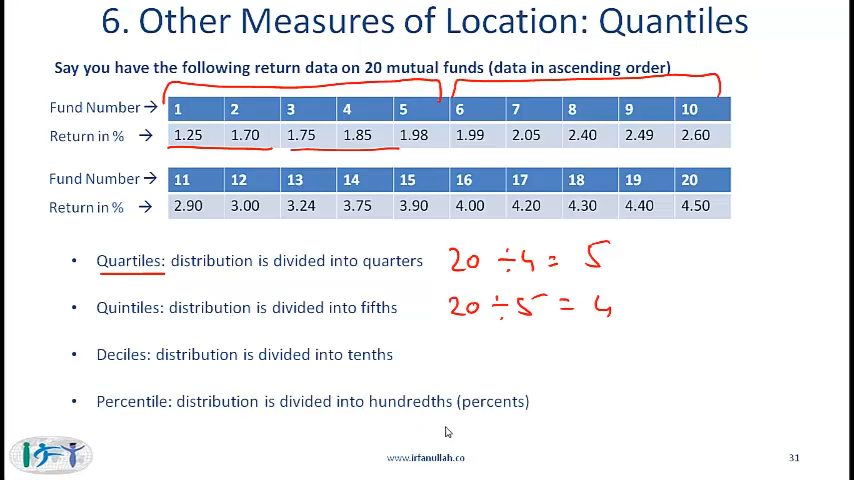 6. Other Measures of Location: Quantiles
Say you have the following return data on 20 mutual funds (data in ascending order)
Fund Number → 1 2 3 4 5 6 7 8 9 10
Return in % → 1.25 1.70 1.75 1.85 1.98 1.99 2.05 2.40 2.49 2.60
Fund Number → 11 12 13 14 15 16 17 18 19 20
Return in % → 2.90 3.00 3.24 3.75 3.90 4.00 4.20 4.30 4.40 4.50
• Quartiles: distribution is divided into quarters 20 ÷ 4 = 5
• Quintiles: distribution is divided into fifths 20 ÷ 5 = 4
• Deciles: distribution is divided into tenths
• Percentile: distribution is divided into hundredths (percents)
www.irfanullah.co 31